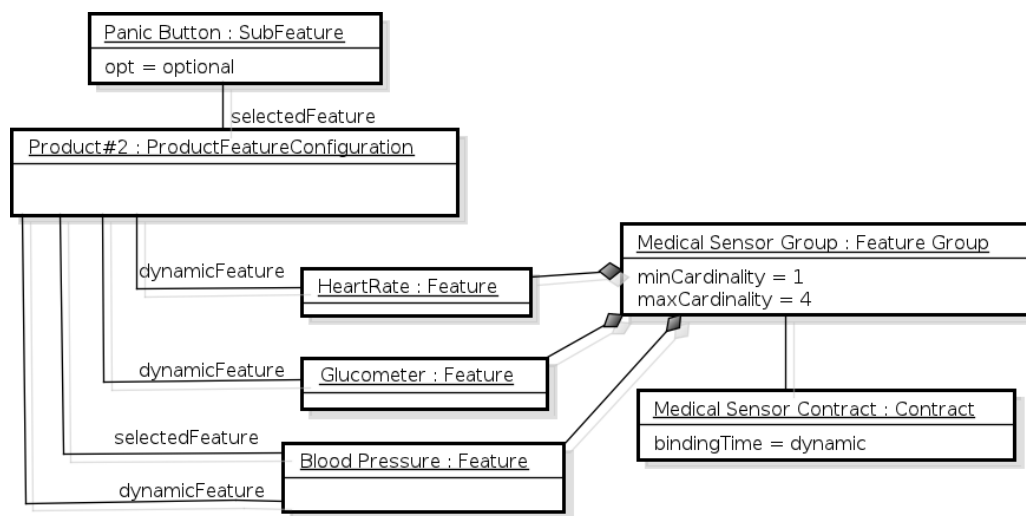 Panic Button : SubFeature
opt = optional
selectedFeature
Product#2 : ProductFeatureConfiguration
Medical Sensor Group : Feature Group
minCardinality = 1
maxCardinality = 4
dynamicFeature
HeartRate : Feature
dynamicFeature
Glucometer : Feature
Medical Sensor Contract : Contract
bindingTime = dynamic
selectedFeature
Blood Pressure : Feature
dynamicFeature